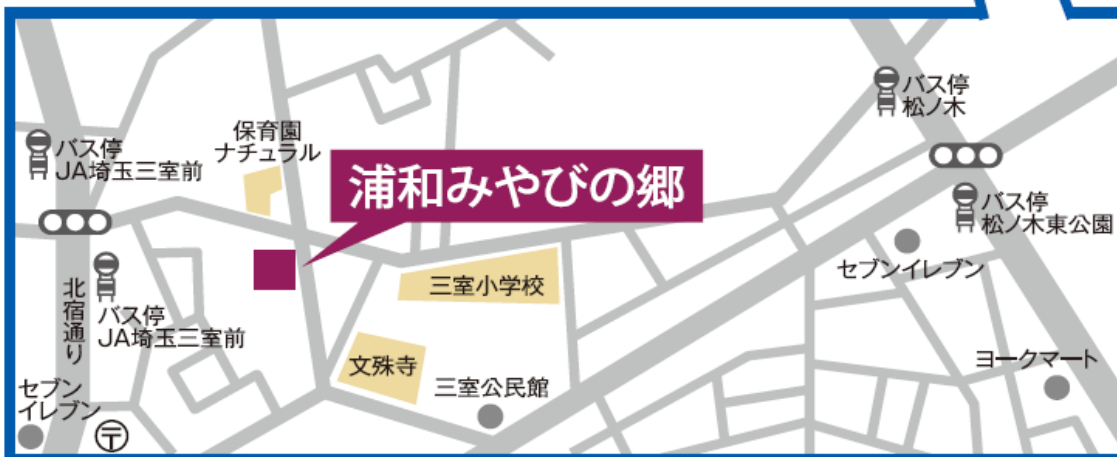 バス停
松ノ木
保育園
ナチュラル
バス停
JA埼玉三室前
浦和みやびの郷
バス停
松ノ木東公園
セブンイレブン
三室小学校
北宿通り
バス停
JA埼玉三室前
文殊寺
ヨークマート
三室公民館
セブン
イレブン
〒